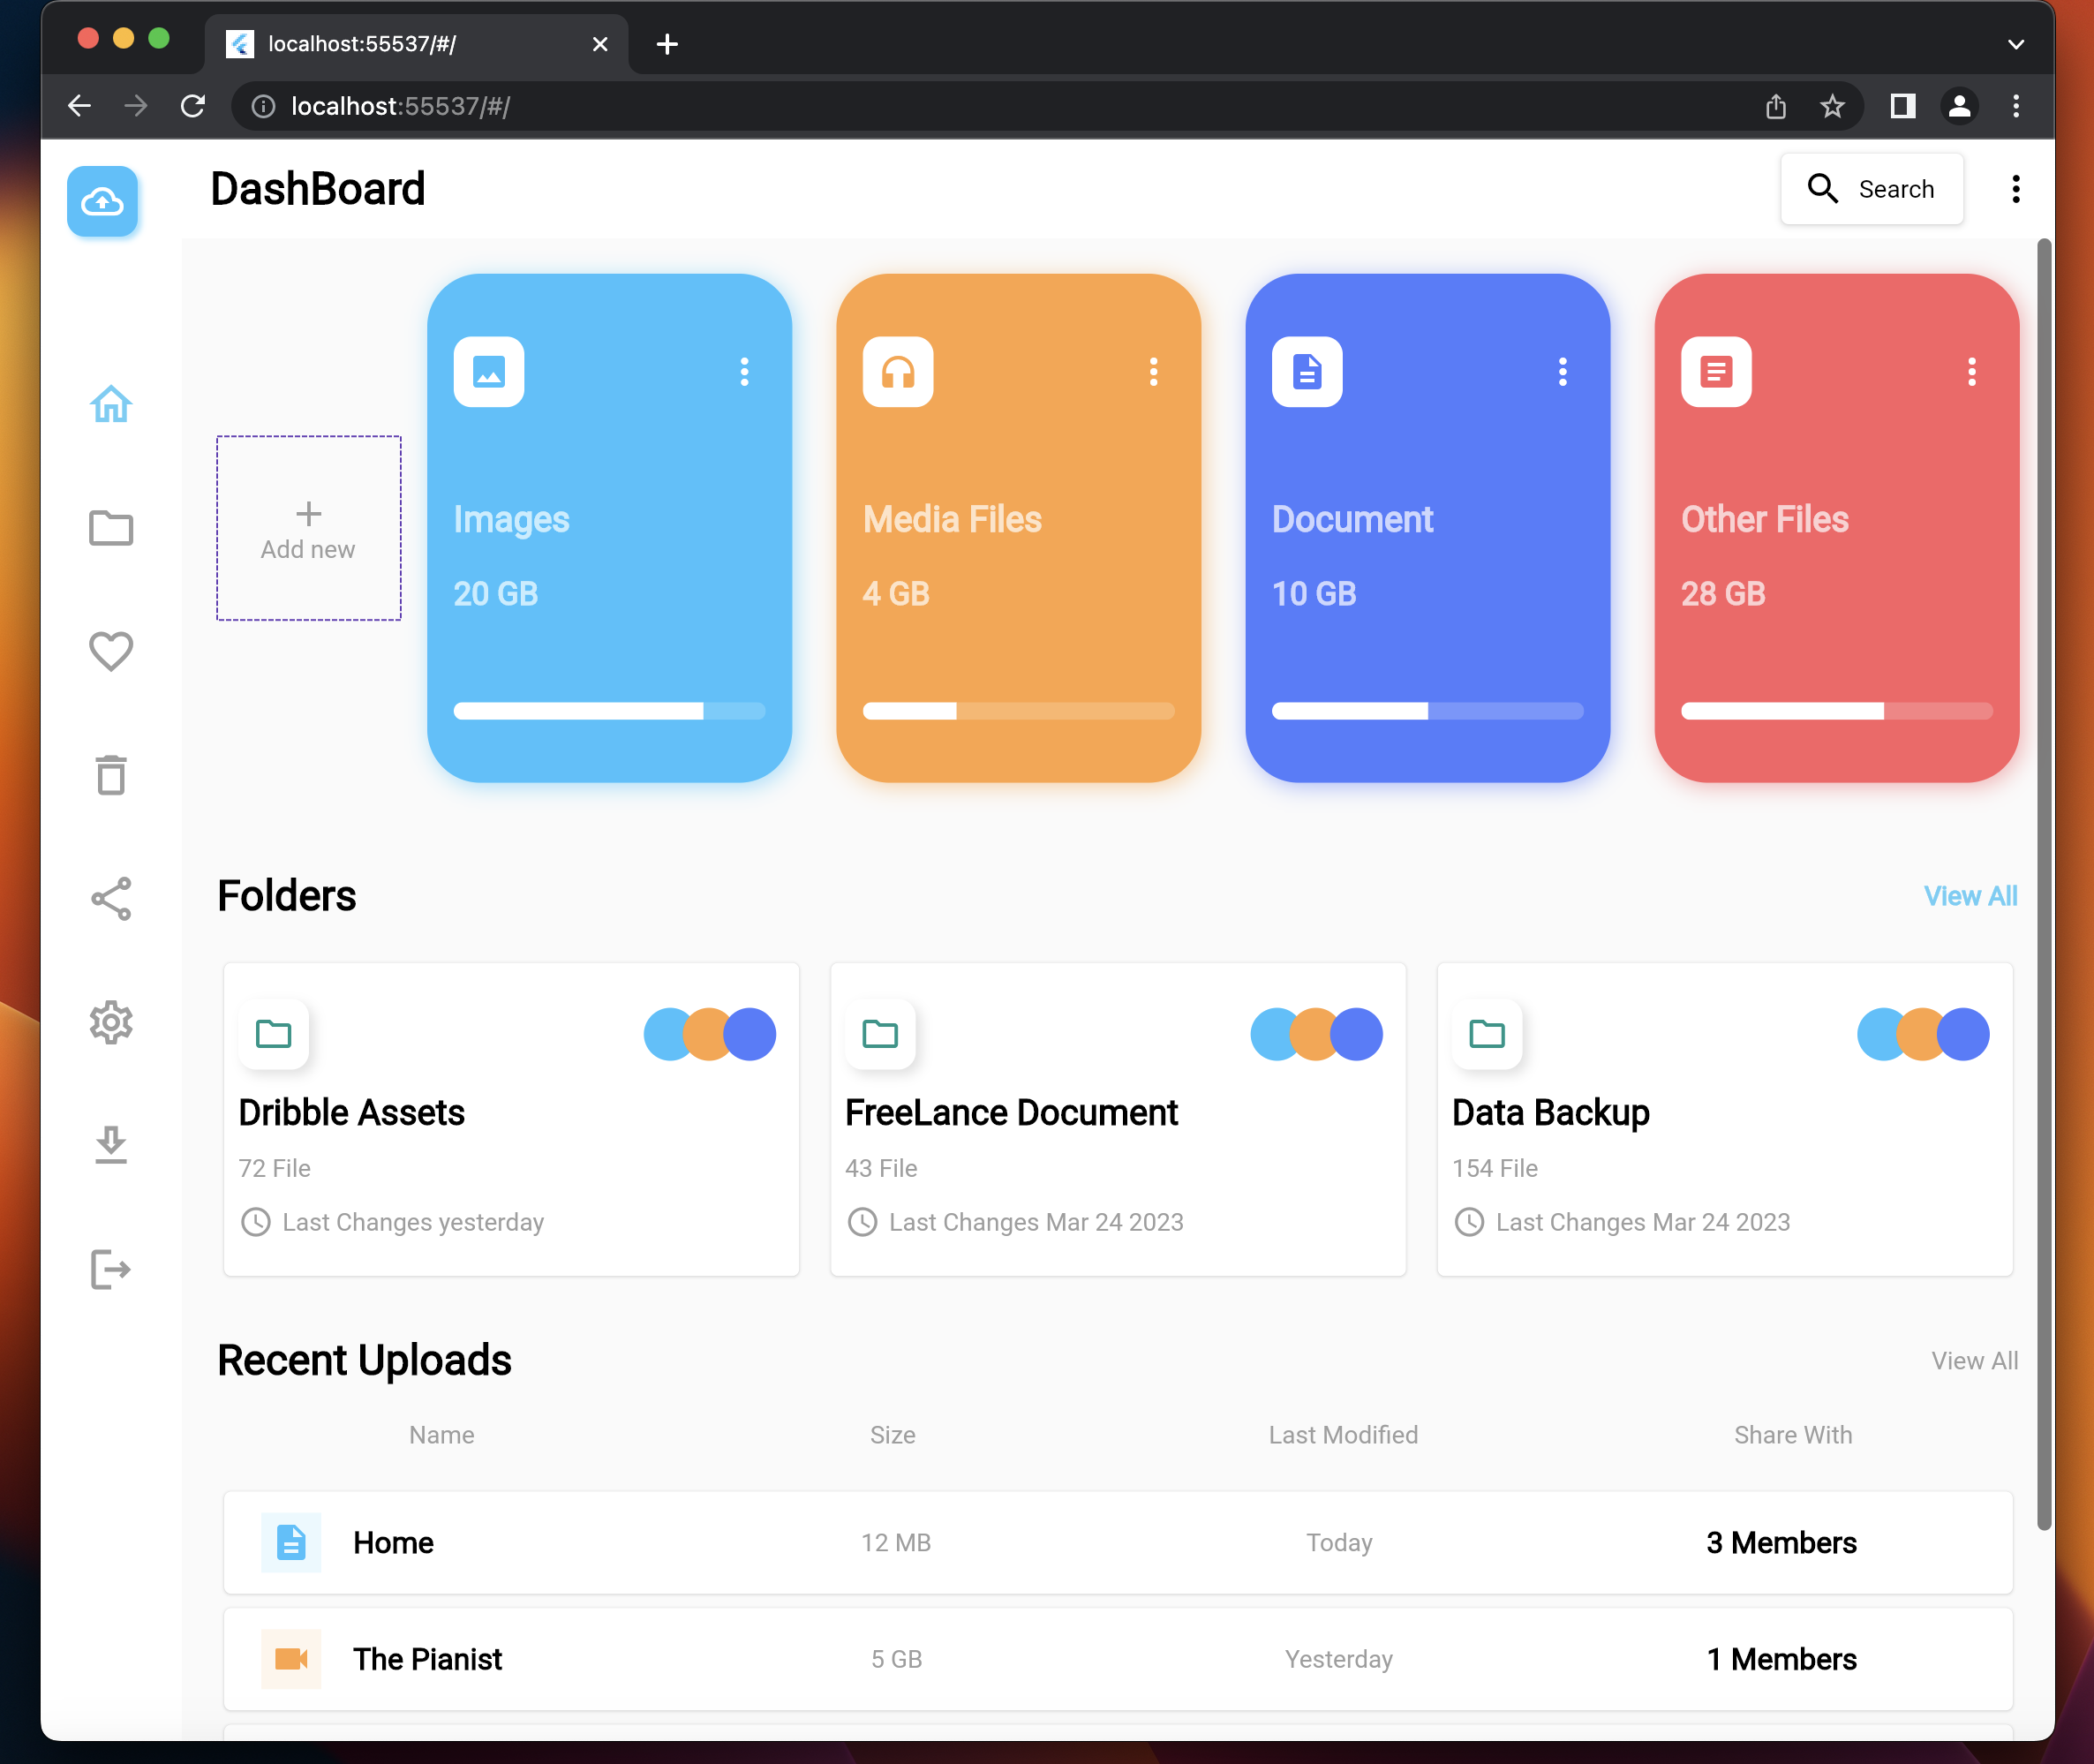 localhost:55537/#/
localhost:55537/#/
DashBoard
Search
Add new
Images
20 GB
Media Files
4 GB
Document
10 GB
Other Files
28 GB
Folders
View All
Dribble Assets
72 File
Last Changes yesterday
FreeLance Document
43 File
Last Changes Mar 24 2023
Data Backup
154 File
Last Changes Mar 24 2023
Recent Uploads
View All
Name Size Last Modified Share With
Home 12 MB Today 3 Members
The Pianist 5 GB Yesterday 1 Members